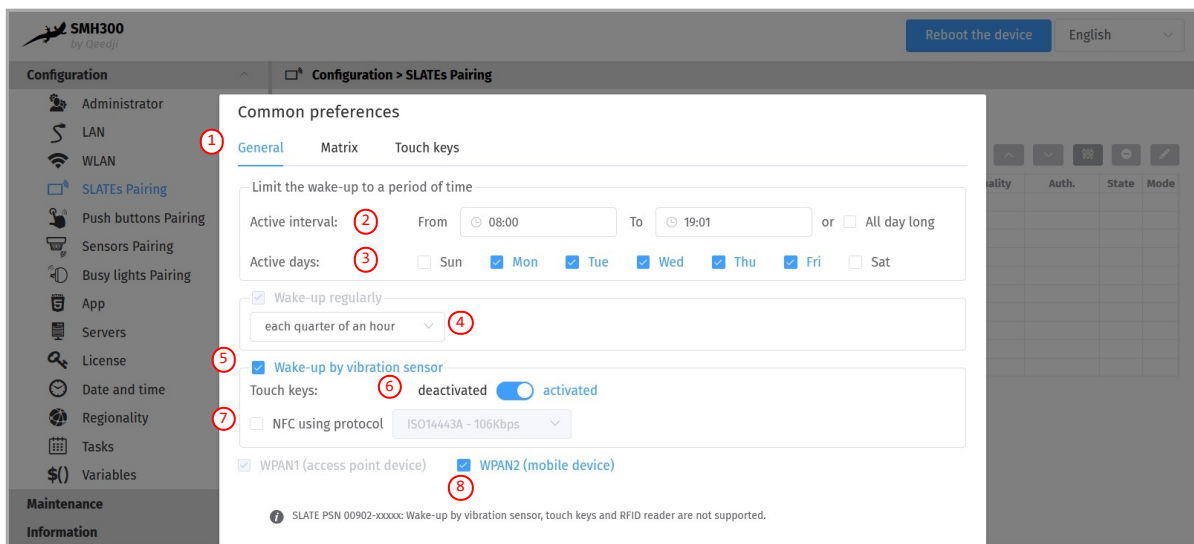 SMH300
by Qeedji
Reboot the device
English
Configuration
Configuration > SLATEs Pairing
Administrator
LAN
WLAN
SLATEs Pairing
Push buttons Pairing
Sensors Pairing
Busy lights Pairing
App
Servers
License
Date and time
Regionality
Tasks
$() Variables
Maintenance
Information
Auth. State Mode
Common preferences
1 General Matrix Touch keys
Limit the wake-up to a period of time
Active interval: 2 From 08:00 To 19:01 or All day long
Active days: 3 Sun Mon Tue Wed Thu Fri Sat
Wake-up regularly
each quarter of an hour 4
5 Wake-up by vibration sensor
Touch keys: 6 deactivated activated
7 NFC using protocol ISO14443A - 106Kbps
WPAN1 (access point device) WPAN2 (mobile device)
8
i SLATE PSN 00902-xxxxx: Wake-up by vibration sensor, touch keys and RFID reader are not supported.